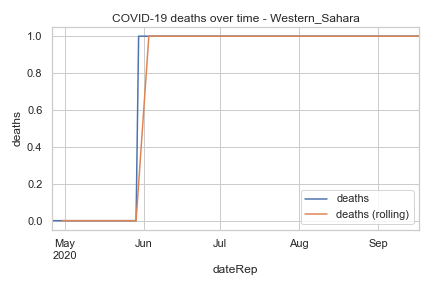 COVID-19 deaths over time - Western_Sahara
deaths
1.0
0.8
0.6
0.4
0.2
0.0
deaths
deaths (rolling)
May
2020
Jun
Jul
Aug
Sep
dateRep